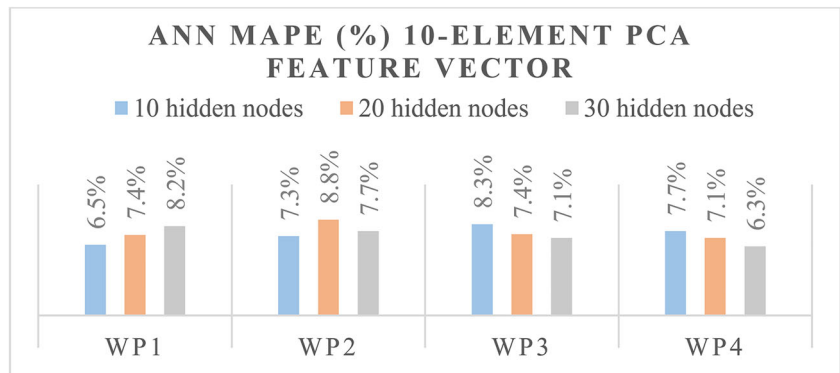 ANN MAPE (%) 10-ELEMENT PCA
FEATURE VECTOR
10 hidden nodes 20 hidden nodes 30 hidden nodes
6.5% 7.4% 8.2% 7.3% 8.8% 7.7% 8.3% 7.4% 7.1% 7.7% 7.1% 6.3%
WP1 WP2 WP3 WP4